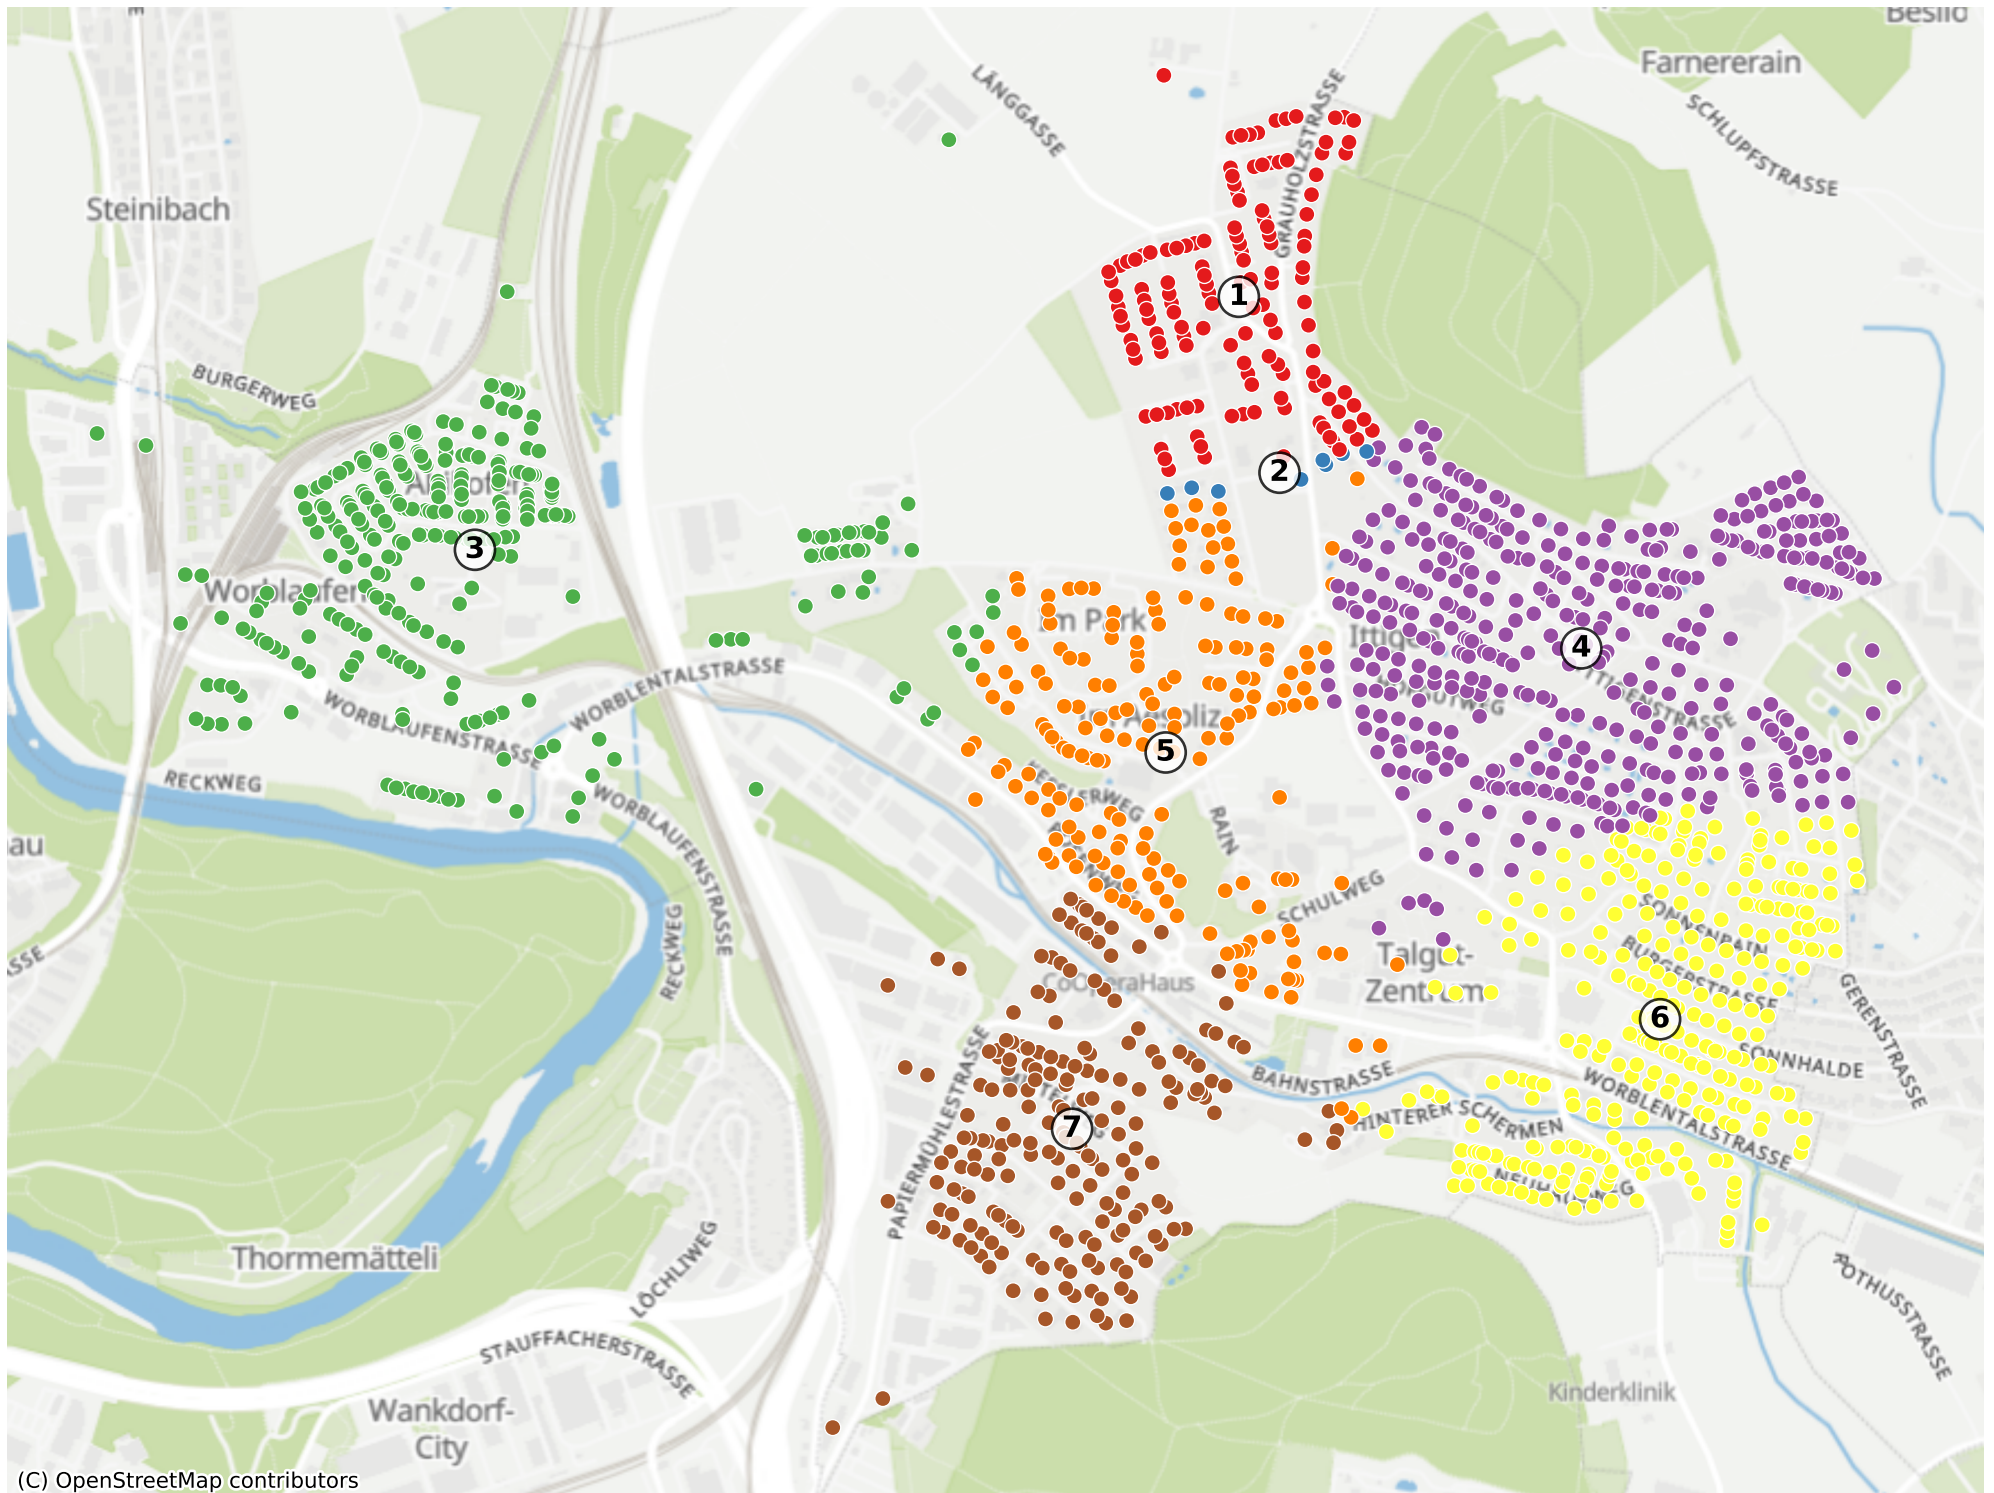 Farnererain
LÄNGGASSE
GRAUHOLZSTRASSE
SCHLUPFSTRASSE
Steinibach
1
BURGERWEG
2
3
Worblaufen
Im Park
4
WORBLENTALSTRASSE
WORBLAUFENSTRASSE
5
RECKWEG
WORBLAUFENSTRASSE
RAIN
SCHULWEG
RECKWEG
Talgut-
Zentrum
CoOperaHaus
SONNENRAIN
BURGERSTRASSE
6
GERENSTRASSE
SONNHALDE
BAHNSTRASSE
WORBLENTALSTRASSE
HINTERER SCHERMEN
7
PAPIERMÜHLESTRASSE
Thormemätteli
LÖCHLIWEG
ROTHUSSTRASSE
STAUFFACHERSTRASSE
Wankdorf-
City
Kinderklinik
(C) OpenStreetMap contributors